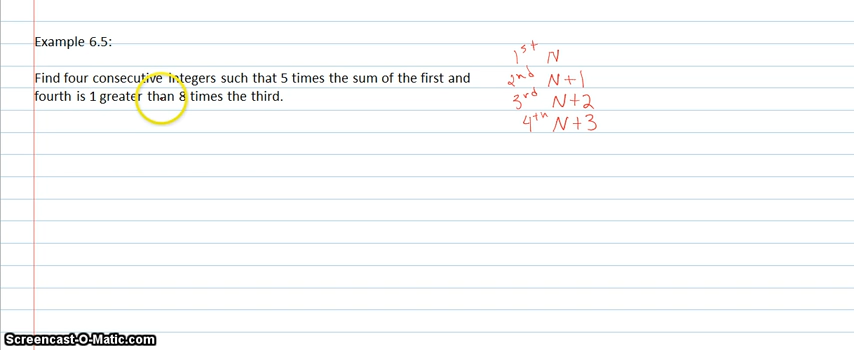 Example 6.5:
Find four consecutive integers such that 5 times the sum of the first and
fourth is 1 greater than 8 times the third.
1st N
2nd N+1
3rd N+2
4th N+3
Screencast-O-Matic.com